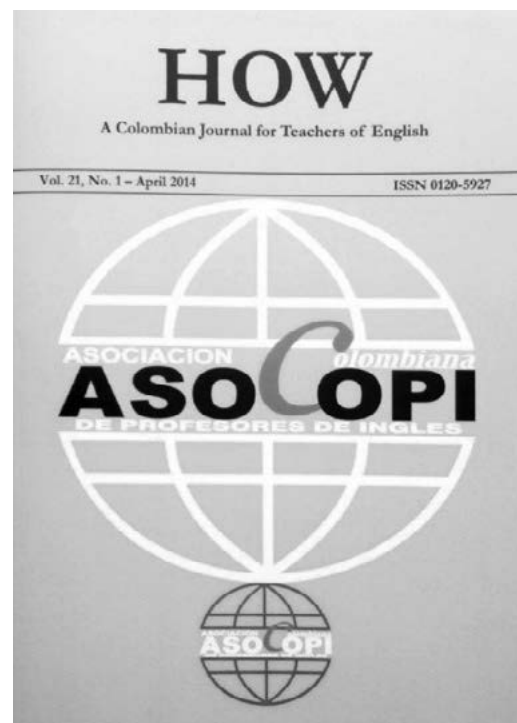 HOW
A Colombian Journal for Teachers of English
Vol. 21, No. 1 – April 2014 ISSN 0120-5927
ASOCIACION Colombiana
ASOCOPI
DE PROFESORES DE INGLES
ASOCIACION
ASOCOPI